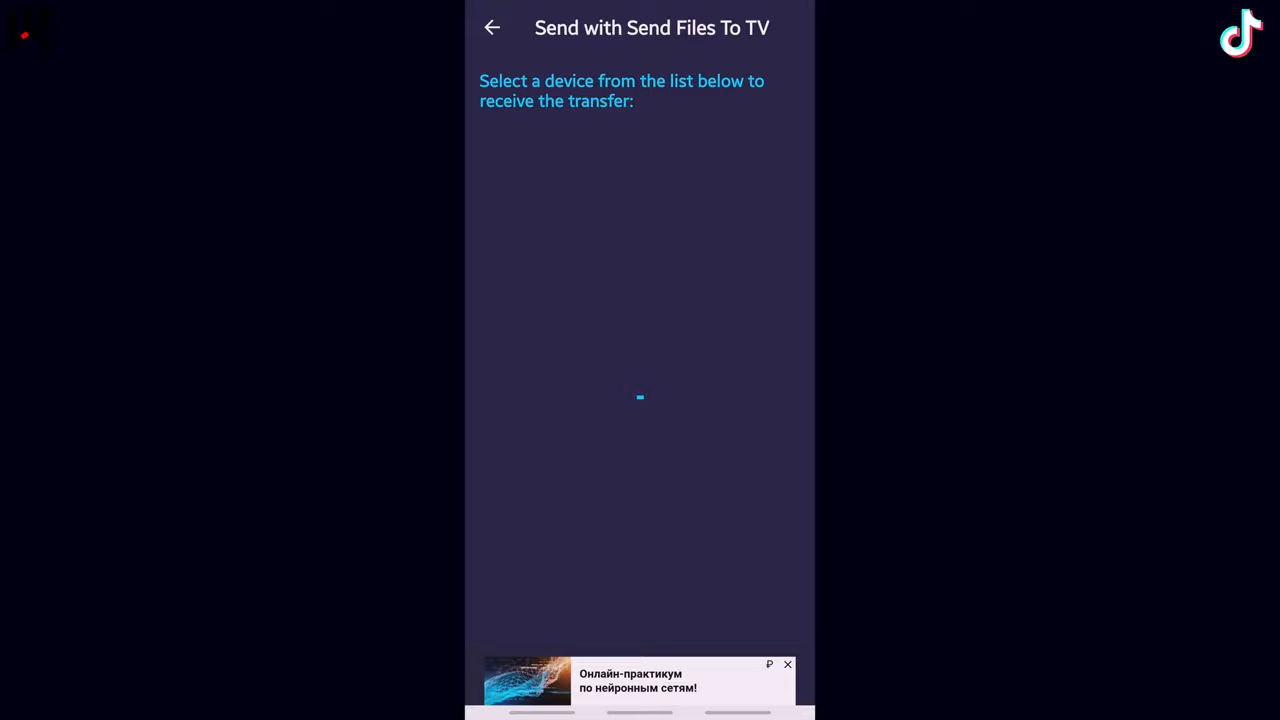 Send with Send Files To TV
Select a device from the list below to
receive the transfer:
₽
Онлайн-практикум
по нейронным сетям!